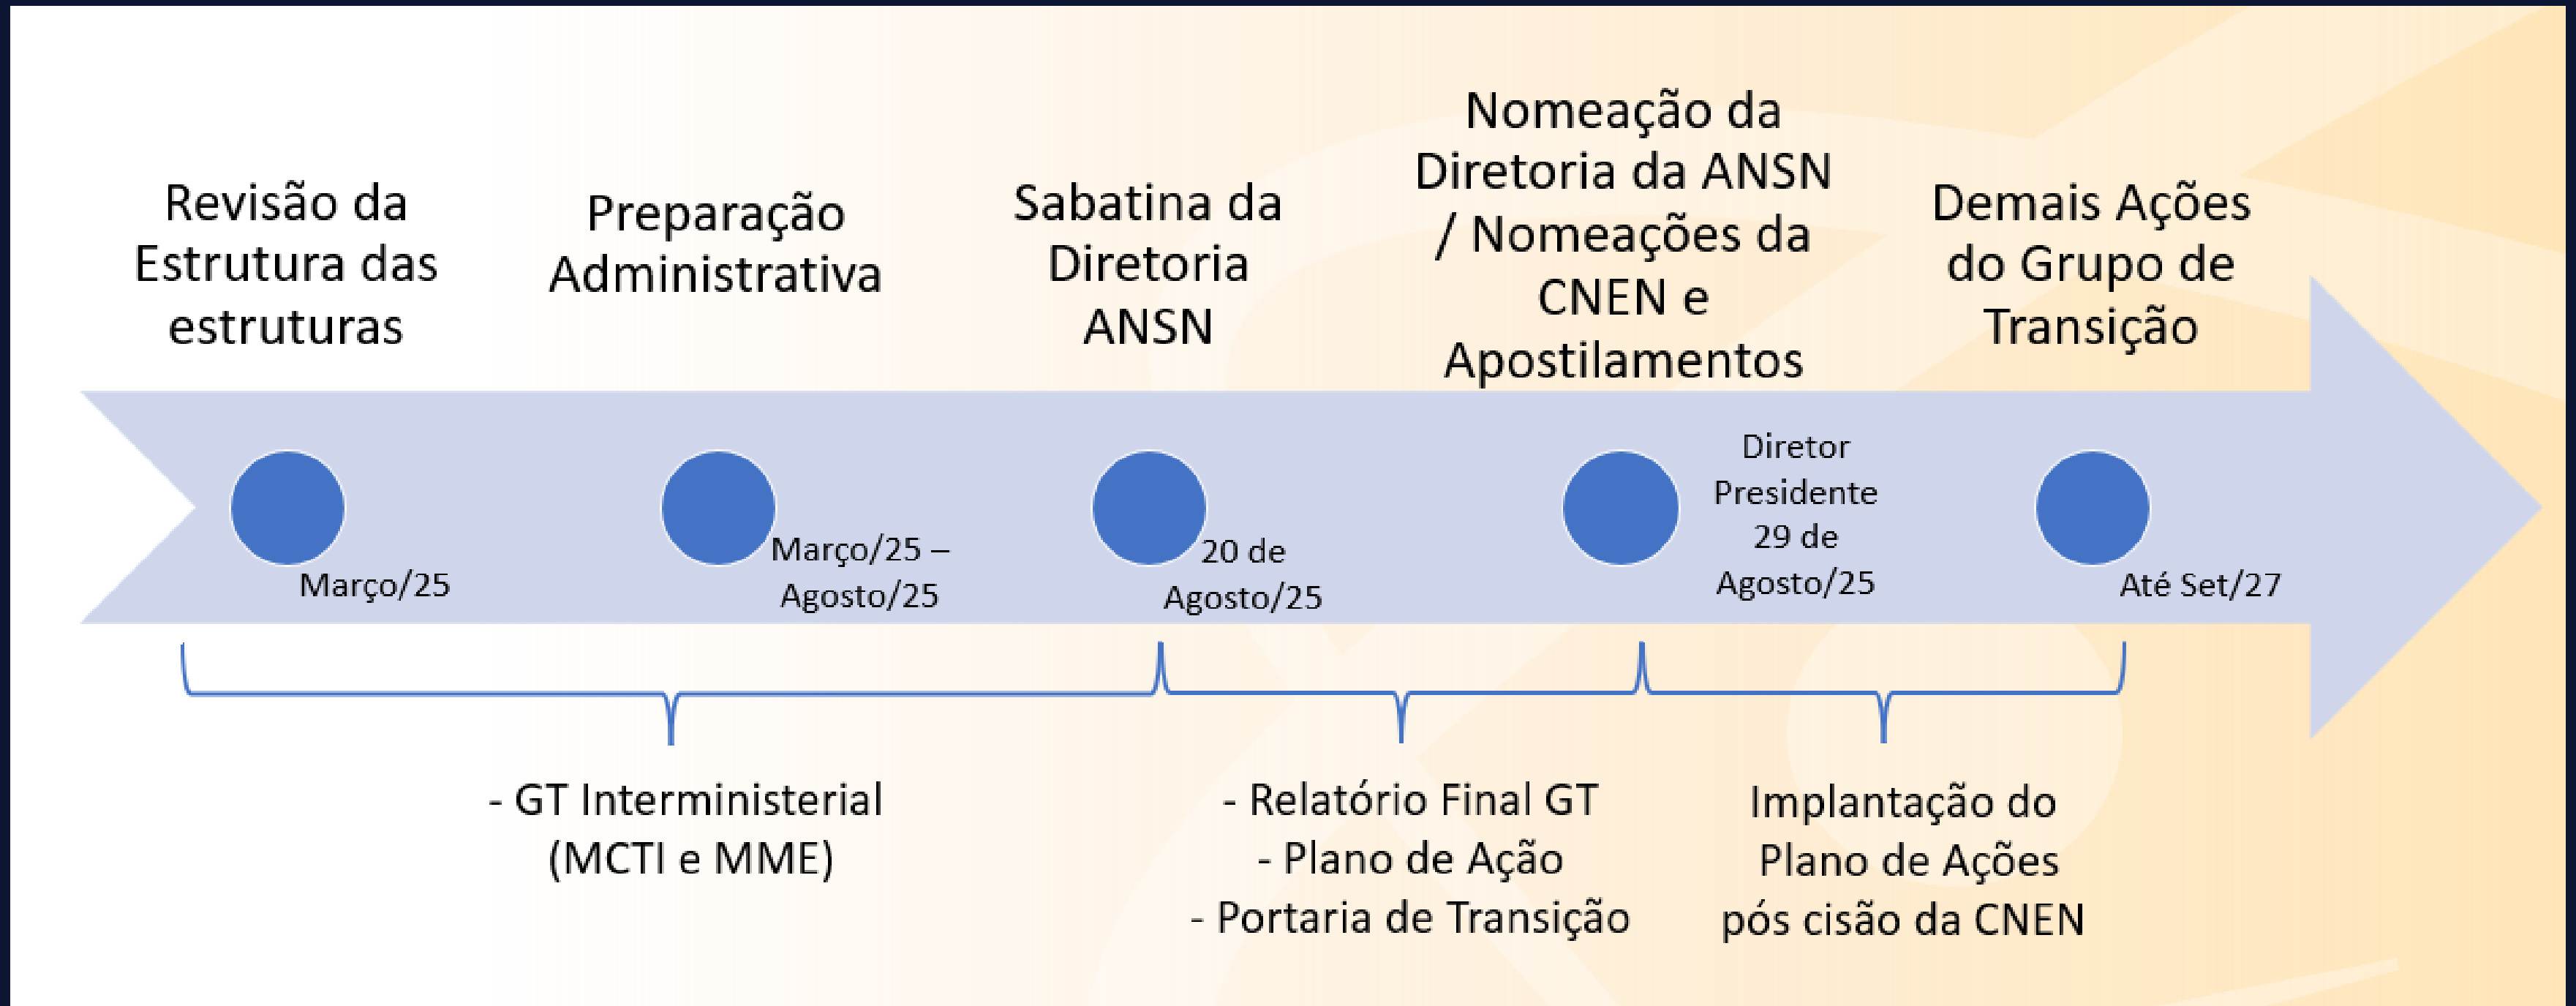 Revisão da
Estrutura das
estruturas
Preparação
Administrativa
Sabatina da
Diretoria
ANSN
Nomeação da
Diretoria da ANSN
/ Nomeações da
CNEN e
Apostilamentos
Demais Ações
do Grupo de
Transição
Março/25
Março/25 –
Agosto/25
20 de
Agosto/25
Diretor
Presidente
29 de
Agosto/25
Até Set/27
- GT Interministerial
(MCTI e MME)
- Relatório Final GT
- Plano de Ação
- Portaria de Transição
Implantação do
Plano de Ações
pós cisão da CNEN